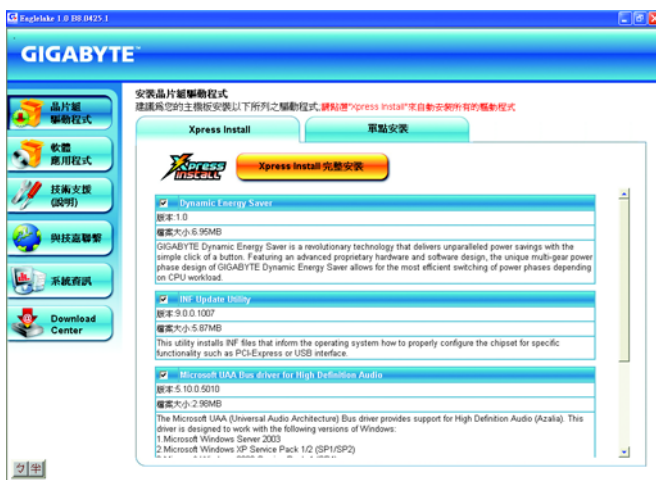 Eaglelake 1.0 B8.0425.1
GIGABYTE™
晶片組
驅動程式
軟體
應用程式
技術支援
(說明)
與技嘉聯繫
系統資訊
Download
Center
安裝晶片組驅動程式
建議爲您的主機板安裝以下所列之驅動程式,請點選"Xpress Install"來自動安裝所有的驅動程式
Xpress Install
單點安裝
Xpress
INSTALL
Xpress Install 完整安裝
Dynamic Energy Saver
版本:1.0
檔案大小:6.95MB
GIGABYTE Dynamic Energy Saver is a revolutionary technology that delivers unparalleled power savings with the
simple click of a button. Featuring an advanced proprietary hardware and software design, the unique multi-gear power
phase design of GIGABYTE Dynamic Energy Saver allows for the most efficient switching of power phases depending
on CPU workload.
INF Update Utility
版本:9.0.0.1007
檔案大小:5.87MB
This utility installs INF files that inform the operating system how to properly configure the chipset for specific
functionality such as PCI-Express or USB interface.
Microsoft UAA Bus driver for High Definition Audio
版本:5.10.0.5010
檔案大小:2.98MB
The Microsoft UAA (Universal Audio Architecture) Bus driver provides support for High Definition Audio (Azalia). This
driver is designed to work with the following versions of Windows:
1.Microsoft Windows Server 2003
2.Microsoft Windows XP Service Pack 1/2 (SP1/SP2)
ㄅ半